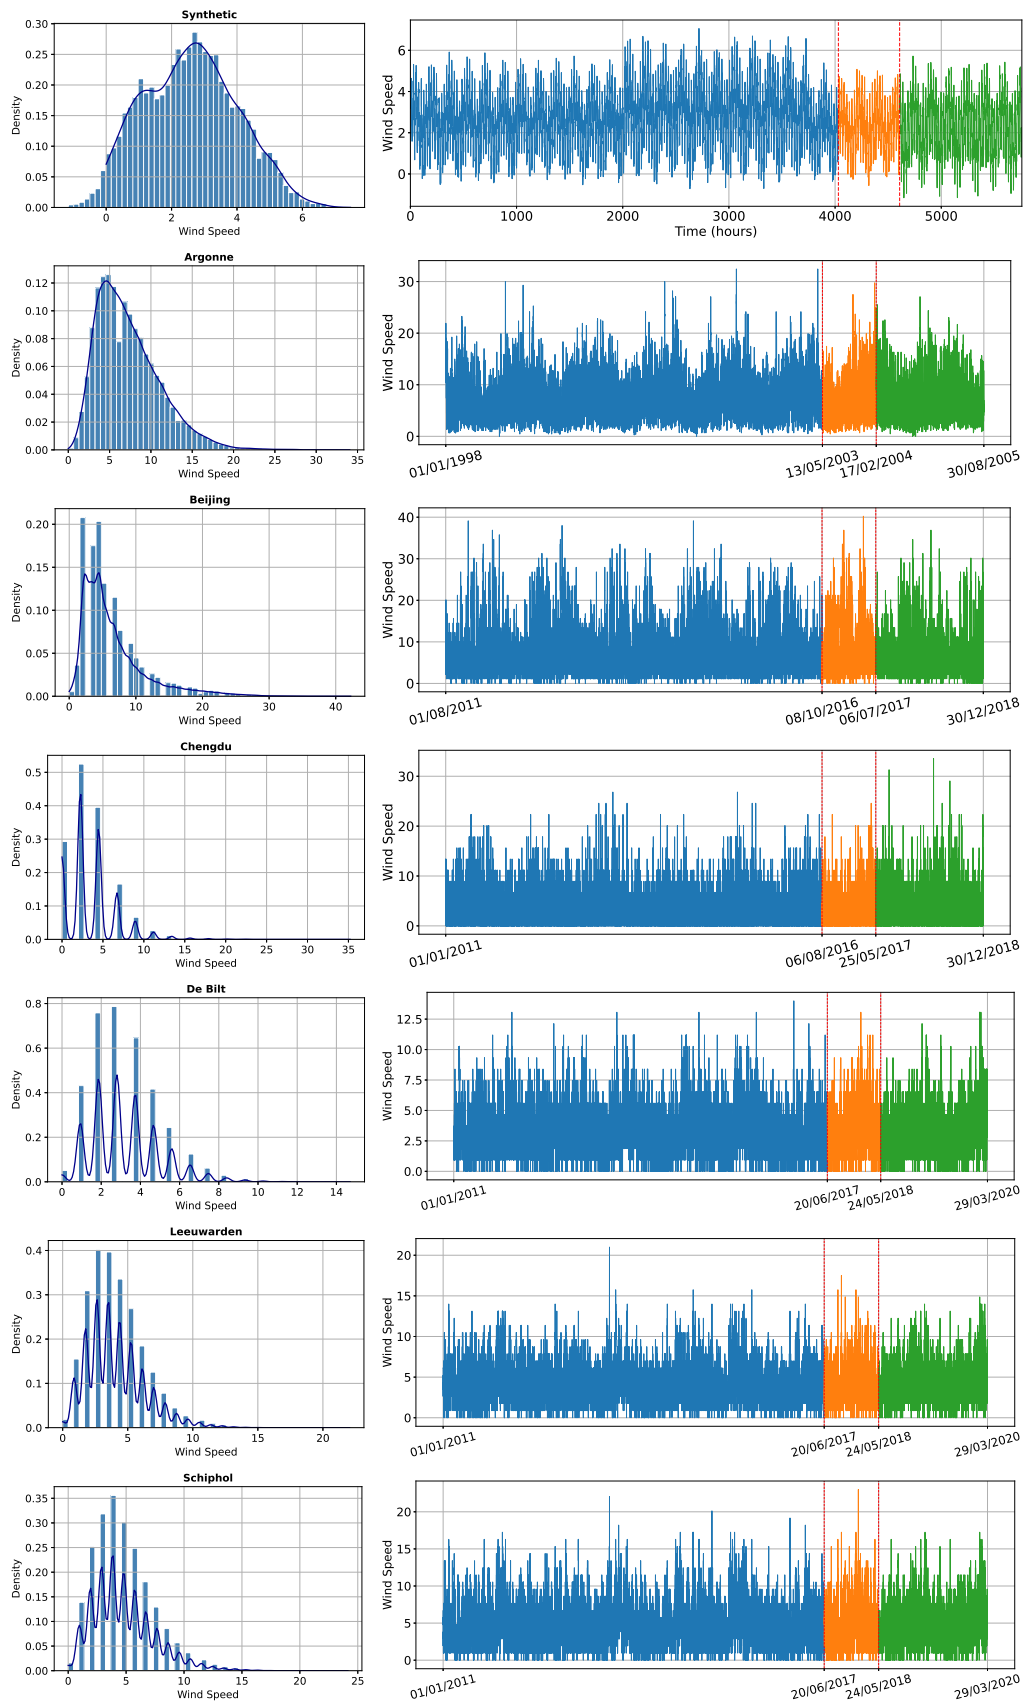 Synthetic
0.30
0.25
0.20
0.15
0.10
0.05
0.00
Density
0 2 4 6
Wind Speed
6
4
2
0
Wind Speed
0 1000 2000 3000 4000 5000
Time (hours)
Argonne
0.12
0.10
0.08
0.06
0.04
0.02
0.00
Density
0 5 10 15 20 25 30 35
Wind Speed
30
20
10
0
Wind Speed
01/01/1998 13/05/2003 17/02/2004 30/08/2005
Beijing
0.20
0.15
0.10
0.05
0.00
Density
0 10 20 30 40
Wind Speed
40
30
20
10
0
Wind Speed
01/08/2011 08/10/2016 06/07/2017 30/12/2018
Chengdu
0.5
0.4
0.3
0.2
0.1
0.0
Density
0 5 10 15 20 25 30 35
Wind Speed
30
20
10
0
Wind Speed
01/01/2011 06/08/2016 25/05/2017 30/12/2018
De Bilt
0.8
0.6
0.4
0.2
0.0
Density
0 2 4 6 8 10 12 14
Wind Speed
12.5
10.0
7.5
5.0
2.5
0.0
Wind Speed
01/01/2011 20/06/2017 24/05/2018 29/03/2020
Leeuwarden
0.4
0.3
0.2
0.1
0.0
Density
0 5 10 15 20
Wind Speed
20
15
10
5
0
Wind Speed
01/01/2011 20/06/2017 24/05/2018 29/03/2020
Schiphol
0.35
0.30
0.25
0.20
0.15
0.10
0.05
0.00
Density
0 5 10 15 20 25
Wind Speed
20
15
10
5
0
Wind Speed
01/01/2011 20/06/2017 24/05/2018 29/03/2020